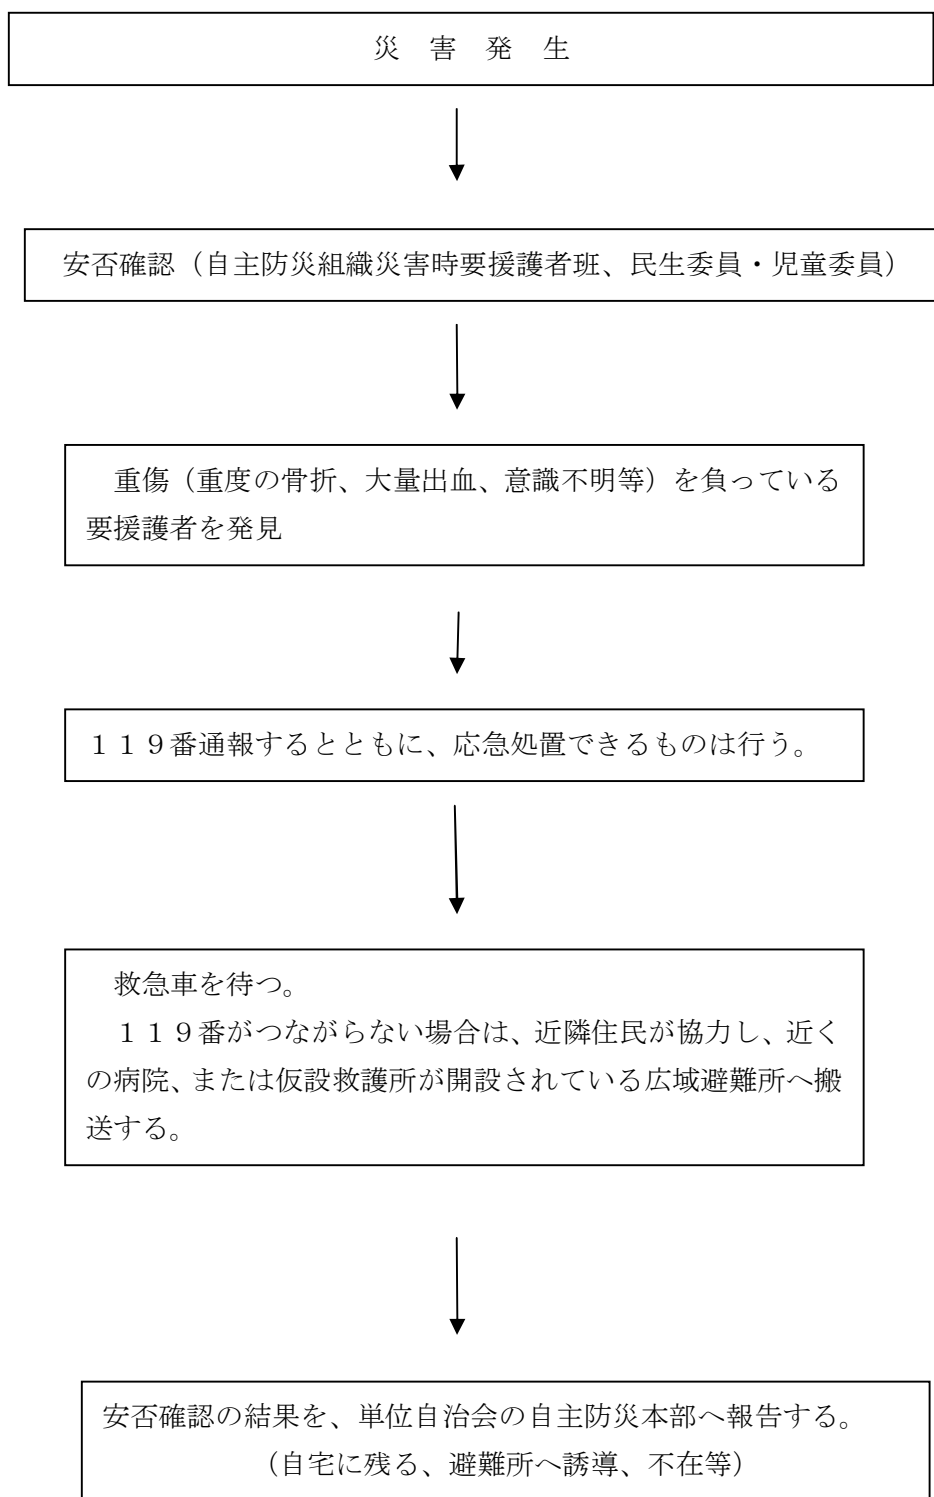 災　害　発　生
安否確認（自主防災組織災害時要援護者班、民生委員・児童委員）
　重傷（重度の骨折、大量出血、意識不明等）を負っている
要援護者を発見
１１９番通報するとともに、応急処置できるものは行う。
　救急車を待つ。
　１１９番がつながらない場合は、近隣住民が協力し、近く
の病院、または仮設救護所が開設されている広域避難所へ搬
送する。
安否確認の結果を、単位自治会の自主防災本部へ報告する。
（自宅に残る、避難所へ誘導、不在等）